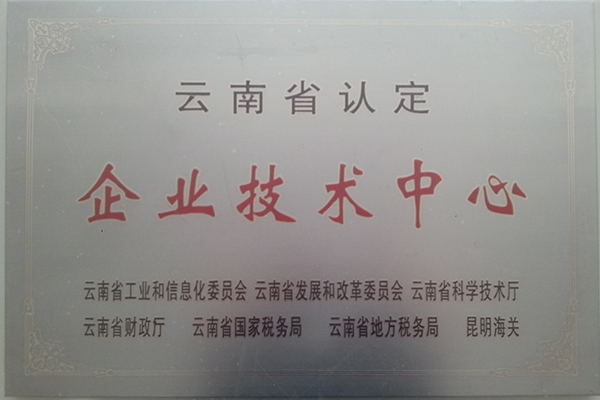 云南省认定
企业技术中心
云南省工业和信息化委员会 云南省发展和改革委员会 云南省科学技术厅
云南省财政厅 云南省国家税务局 云南省地方税务局 昆明海关